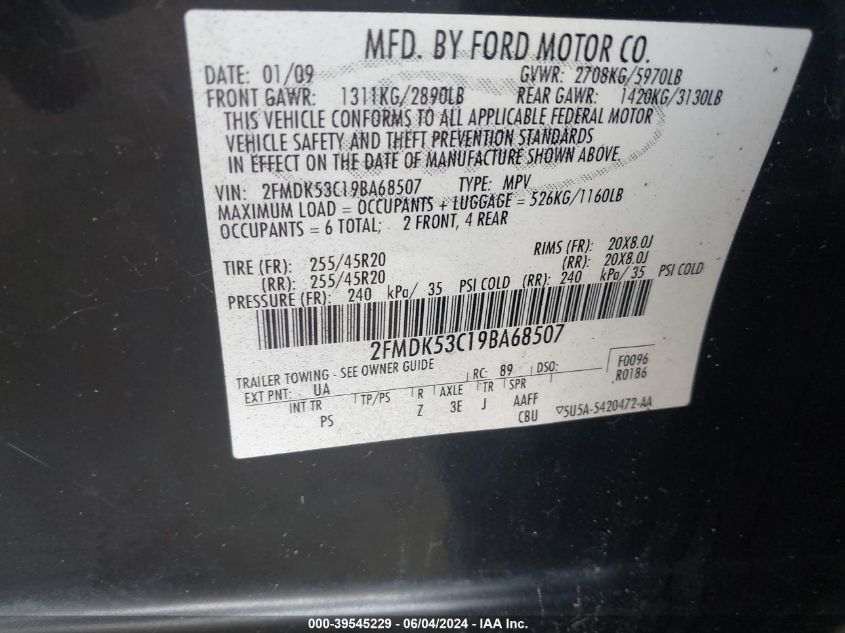 MFD. BY FORD MOTOR CO.
DATE: 01/09 GVWR: 2708KG/5970LB
FRONT GAWR: 1311KG/2890LB REAR GAWR: 1420KG/3130LB
THIS VEHICLE CONFORMS TO ALL APPLICABLE FEDERAL MOTOR
VEHICLE SAFETY AND THEFT PREVENTION STANDARDS
IN EFFECT ON THE DATE OF MANUFACTURE SHOWN ABOVE
VIN: 2FMDK53C19BA68507 TYPE: MPV
MAXIMUM LOAD = OCCUPANTS + LUGGAGE = 526KG/1160LB
OCCUPANTS = 6 TOTAL; 2 FRONT, 4 REAR
TIRE (FR): 255/45R20 RIMS (FR): 20X8.0J
(RR): 255/45R20 (RR): 20X8.0J
PRESSURE (FR): 240 kPa/ 35 PSI COLD (RR): 240 kPa/ 35 PSI COLD
2FMDK53C19BA68507
TRAILER TOWING - SEE OWNER GUIDE
EXT PNT: UA RC: 89 DSO: F0096
R0186
INT TR TP/PS R AXLE TR SPR
PS Z 3E J AAFF
CBU ▽5U5A-5420472-AA
000-39545229 - 06/04/2024 - IAA Inc.